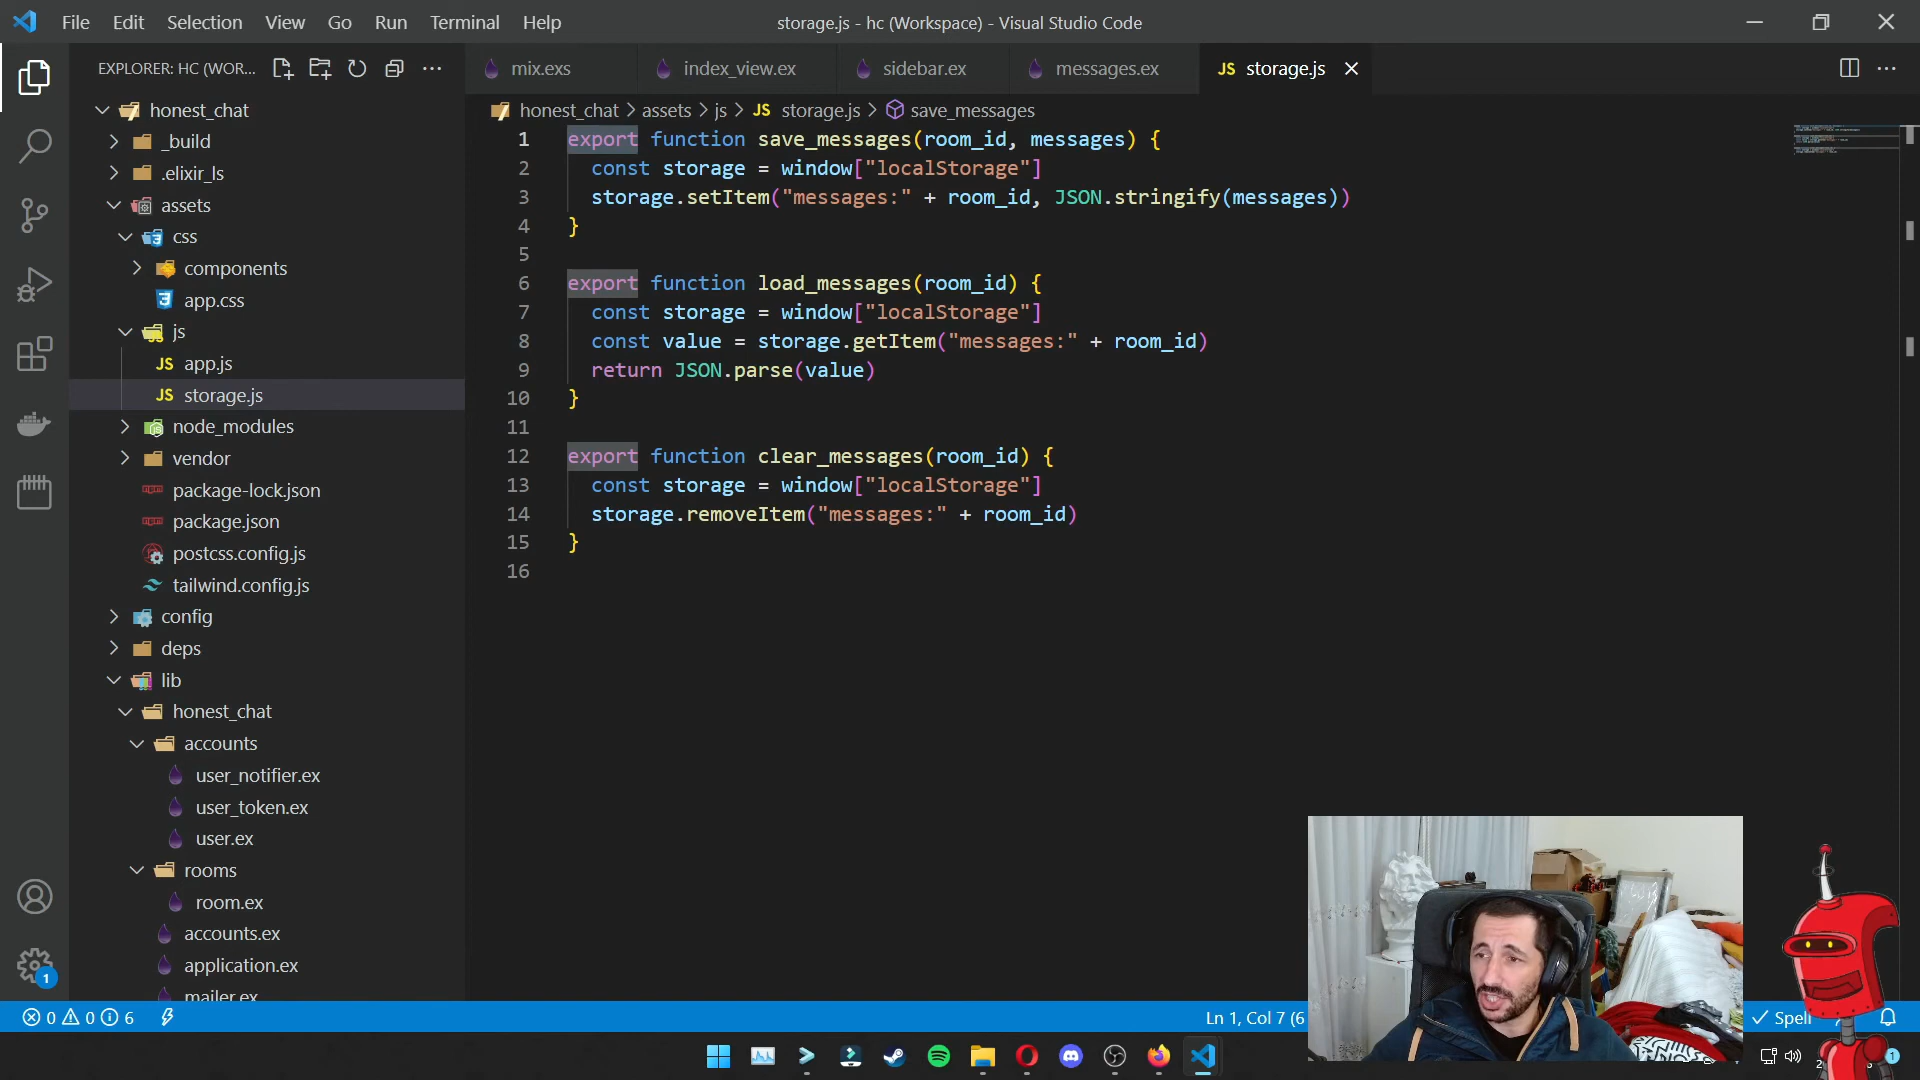 File Edit Selection View Go Run Terminal Help
storage.js - hc (Workspace) - Visual Studio Code
EXPLORER: HC (WOR...
mix.exs
index_view.ex
sidebar.ex
messages.ex
JS storage.js
honest_chat > assets > js > JS storage.js > save_messages
honest_chat
_build
.elixir_ls
assets
css
components
app.css
js
JS app.js
JS storage.js
node_modules
vendor
package-lock.json
package.json
postcss.config.js
tailwind.config.js
config
deps
lib
honest_chat
accounts
user_notifier.ex
user_token.ex
user.ex
rooms
room.ex
accounts.ex
application.ex
mailer.ex
1 export function save_messages(room_id, messages) {
2 const storage = window["localStorage"]
3 storage.setItem("messages:" + room_id, JSON.stringify(messages))
4 }
5
6 export function load_messages(room_id) {
7 const storage = window["localStorage"]
8 const value = storage.getItem("messages:" + room_id)
9 return JSON.parse(value)
10 }
11
12 export function clear_messages(room_id) {
13 const storage = window["localStorage"]
14 storage.removeItem("messages:" + room_id)
15 }
16
1
0 0 6
Ln 1, Col 7 (6
Spell
1